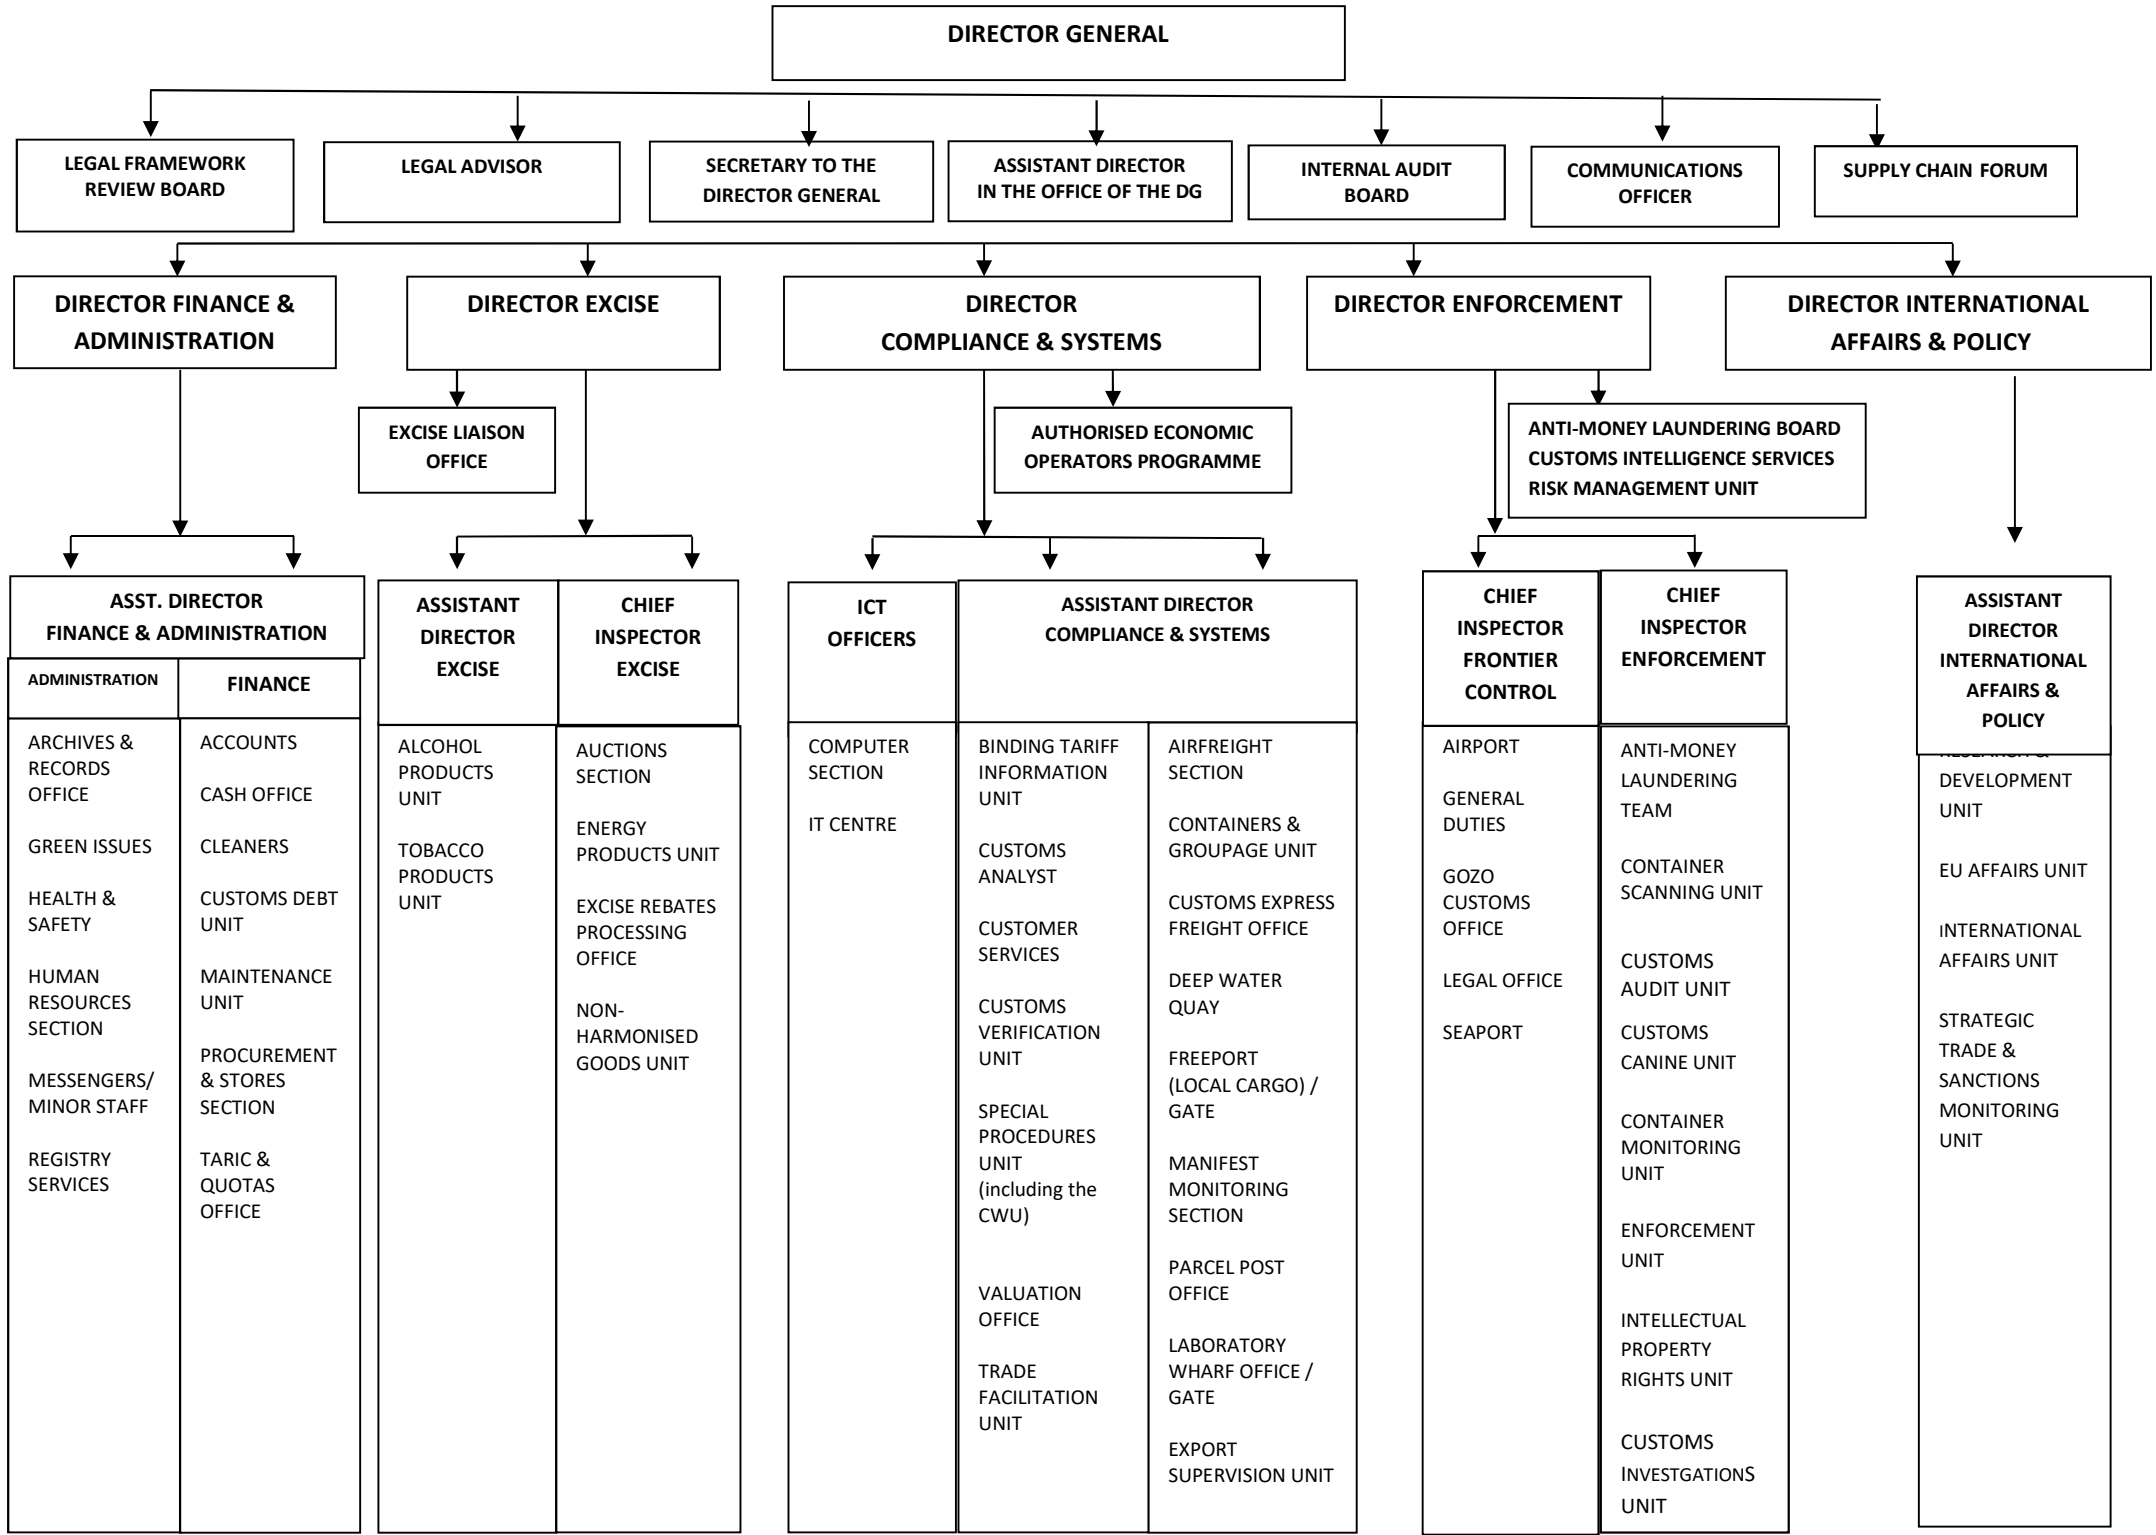 DIRECTOR GENERAL
LEGAL FRAMEWORK
REVIEW BOARD
LEGAL ADVISOR
SECRETARY TO THE
DIRECTOR GENERAL
ASSISTANT DIRECTOR
IN THE OFFICE OF THE DG
INTERNAL AUDIT
BOARD
COMMUNICATIONS
OFFICER
SUPPLY CHAIN FORUM
DIRECTOR FINANCE &
ADMINISTRATION
DIRECTOR EXCISE
DIRECTOR
COMPLIANCE & SYSTEMS
DIRECTOR ENFORCEMENT
DIRECTOR INTERNATIONAL
AFFAIRS & POLICY
EXCISE LIAISON
OFFICE
AUTHORISED ECONOMIC
OPERATORS PROGRAMME
ANTI-MONEY LAUNDERING BOARD
CUSTOMS INTELLIGENCE SERVICES
RISK MANAGEMENT UNIT
ASST. DIRECTOR
FINANCE & ADMINISTRATION
ADMINISTRATION
ARCHIVES &
RECORDS
OFFICE
GREEN ISSUES
HEALTH &
SAFETY
HUMAN
RESOURCES
SECTION
MESSENGERS/
MINOR STAFF
REGISTRY
SERVICES
FINANCE
ACCOUNTS
CASH OFFICE
CLEANERS
CUSTOMS DEBT
UNIT
MAINTENANCE
UNIT
PROCUREMENT
& STORES
SECTION
TARIC &
QUOTAS
OFFICE
ASSISTANT
DIRECTOR
EXCISE
ALCOHOL
PRODUCTS
UNIT
TOBACCO
PRODUCTS
UNIT
CHIEF
INSPECTOR
EXCISE
AUCTIONS
SECTION
ENERGY
PRODUCTS UNIT
EXCISE REBATES
PROCESSING
OFFICE
NON-
HARMONISED
GOODS UNIT
ICT
OFFICERS
COMPUTER
SECTION
IT CENTRE
ASSISTANT DIRECTOR
COMPLIANCE & SYSTEMS
BINDING TARIFF
INFORMATION
UNIT
CUSTOMS
ANALYST
CUSTOMER
SERVICES
CUSTOMS
VERIFICATION
UNIT
SPECIAL
PROCEDURES
UNIT
(including the
CWU)
VALUATION
OFFICE
TRADE
FACILITATION
UNIT
AIRFREIGHT
SECTION
CONTAINERS &
GROUPAGE UNIT
CUSTOMS EXPRESS
FREIGHT OFFICE
DEEP WATER
QUAY
FREEPORT
(LOCAL CARGO) /
GATE
MANIFEST
MONITORING
SECTION
PARCEL POST
OFFICE
LABORATORY
WHARF OFFICE /
GATE
EXPORT
SUPERVISION UNIT
CHIEF
INSPECTOR
FRONTIER
CONTROL
AIRPORT
GENERAL
DUTIES
GOZO
CUSTOMS
OFFICE
LEGAL OFFICE
SEAPORT
CHIEF
INSPECTOR
ENFORCEMENT
ANTI-MONEY
LAUNDERING
TEAM
CONTAINER
SCANNING UNIT
CUSTOMS
AUDIT UNIT
CUSTOMS
CANINE UNIT
CONTAINER
MONITORING
UNIT
ENFORCEMENT
UNIT
INTELLECTUAL
PROPERTY
RIGHTS UNIT
CUSTOMS
INVESTGATIONS
UNIT
ASSISTANT
DIRECTOR
INTERNATIONAL
AFFAIRS &
POLICY
DEVELOPMENT
UNIT
EU AFFAIRS UNIT
INTERNATIONAL
AFFAIRS UNIT
STRATEGIC
TRADE &
SANCTIONS
MONITORING
UNIT